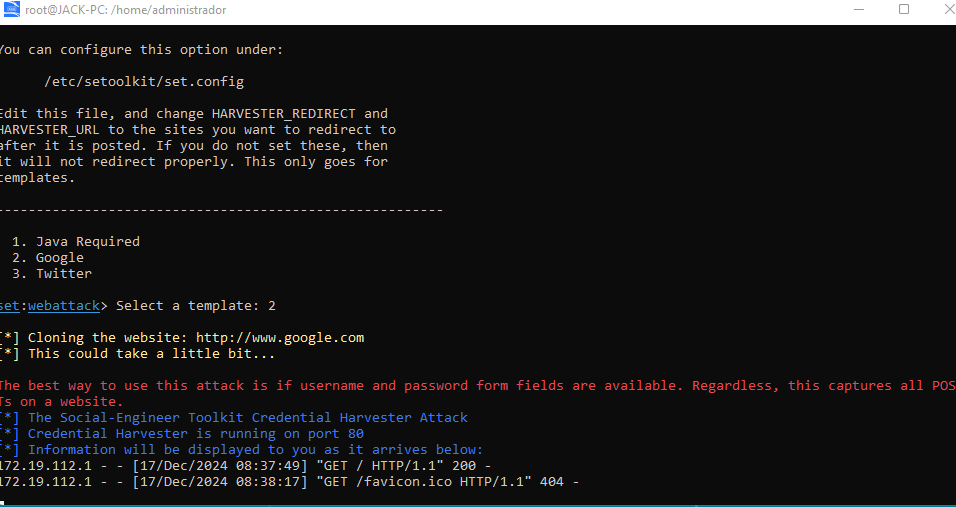 root@JACK-PC: /home/administrador
You can configure this option under:
/etc/setoolkit/set.config
Edit this file, and change HARVESTER_REDIRECT and
HARVESTER_URL to the sites you want to redirect to
after it is posted. If you do not set these, then
it will not redirect properly. This only goes for
templates.
-------------------------------------------------------
1. Java Required
2. Google
3. Twitter
set:webattack> Select a template: 2
[*] Cloning the website: http://www.google.com
[*] This could take a little bit...
The best way to use this attack is if username and password form fields are available. Regardless, this captures all POS
Ts on a website.
[*] The Social-Engineer Toolkit Credential Harvester Attack
[*] Credential Harvester is running on port 80
[*] Information will be displayed to you as it arrives below:
172.19.112.1 - - [17/Dec/2024 08:37:49] "GET / HTTP/1.1" 200 -
172.19.112.1 - - [17/Dec/2024 08:38:17] "GET /favicon.ico HTTP/1.1" 404 -